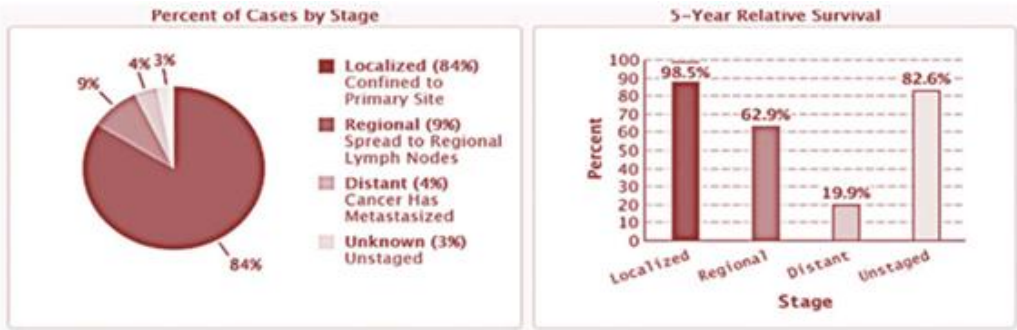 Percent of Cases by Stage
3%
4%
9%
84%
Localized (84%)
Confined to
Primary Site
Regional (9%)
Spread to Regional
Lymph Nodes
Distant (4%)
Cancer Has
Metastasized
Unknown (3%)
Unstaged
5-Year Relative Survival
Percent
100
90
80
70
60
50
40
30
20
10
0
98.5%
62.9%
19.9%
82.6%
Localized
Regional
Distant
Unstaged
Stage